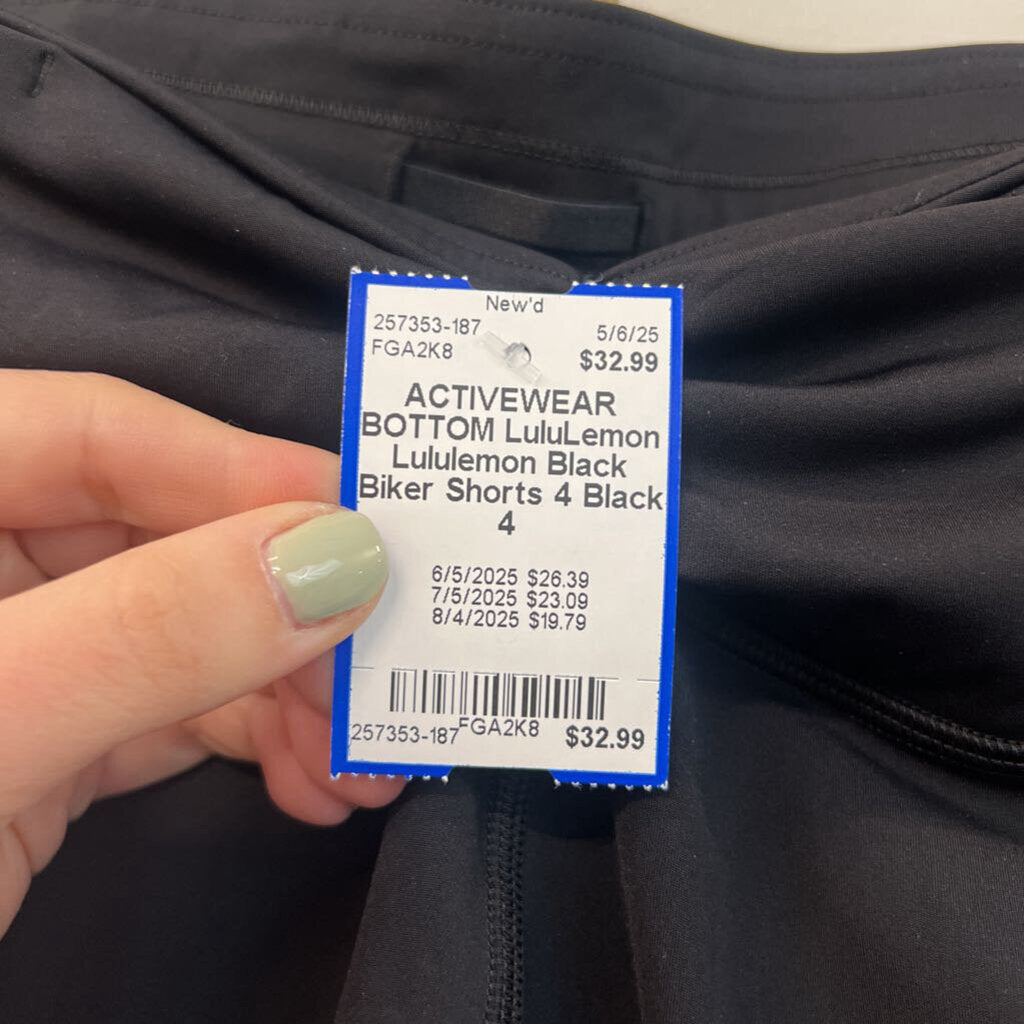 New'd
257353-187 5/6/25
FGA2K8 $32.99
ACTIVEWEAR
BOTTOM LuluLemon
Lululemon Black
Biker Shorts 4 Black
4
6/5/2025 $26.39
7/5/2025 $23.09
8/4/2025 $19.79
257353-187 FGA2K8 $32.99